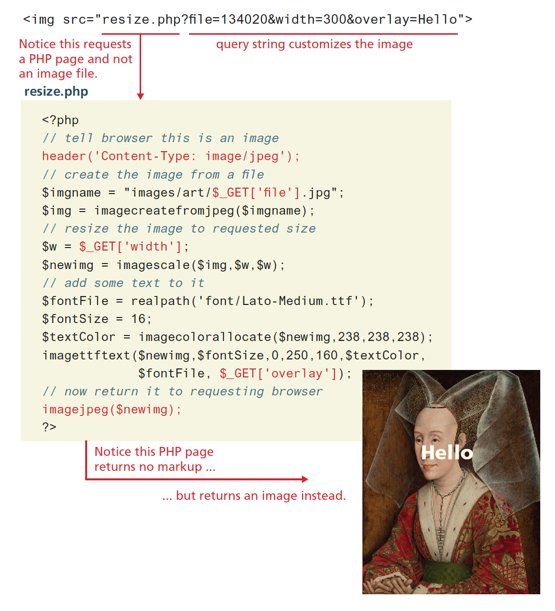 <img src="resize.php?file=134020&width=300&overlay=Hello">
Notice this requests
a PHP page and not
an image file.
query string customizes the image
resize.php
<?php
// tell browser this is an image
header('Content-Type: image/jpeg');
// create the image from a file
$imgname = "images/art/$_GET['file'].jpg";
$img = imagecreatefromjpeg($imgname);
// resize the image to requested size
$w = $_GET['width'];
$newimg = imagescale($img,$w,$w);
// add some text to it
$fontFile = realpath('font/Lato-Medium.ttf');
$fontSize = 16;
$textColor = imagecolorallocate($newimg,238,238,238);
imagettftext($newimg,$fontSize,0,250,160,$textColor,
$fontFile, $_GET['overlay']);
// now return it to requesting browser
imagejpeg($newimg);
?>
Hello
Notice this PHP page
returns no markup ...
... but returns an image instead.